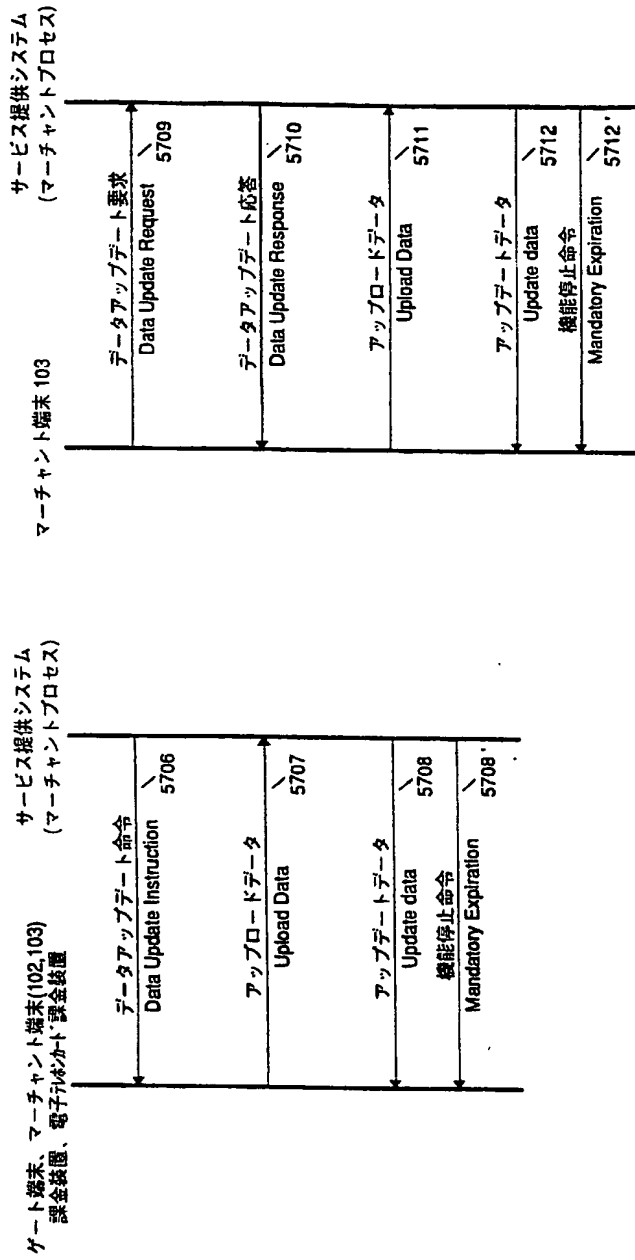 ゲート端末、マーチャント端末(102,103)
課金装置、電子テレホンカード課金装置
サービス提供システム
(マーチャントプロセス)
データアップデート命令
Data Update Instruction
5706
アップロードデータ
Upload Data
5707
アップデートデータ
Update data
5708
機能停止命令
Mandatory Expiration
5708'
マーチャント端末 103
サービス提供システム
(マーチャントプロセス)
データアップデート要求
Data Update Request
5709
データアップデート応答
Data Update Response
5710
アップロードデータ
Upload Data
5711
アップデートデータ
Update data
5712
機能停止命令
Mandatory Expiration
5712'